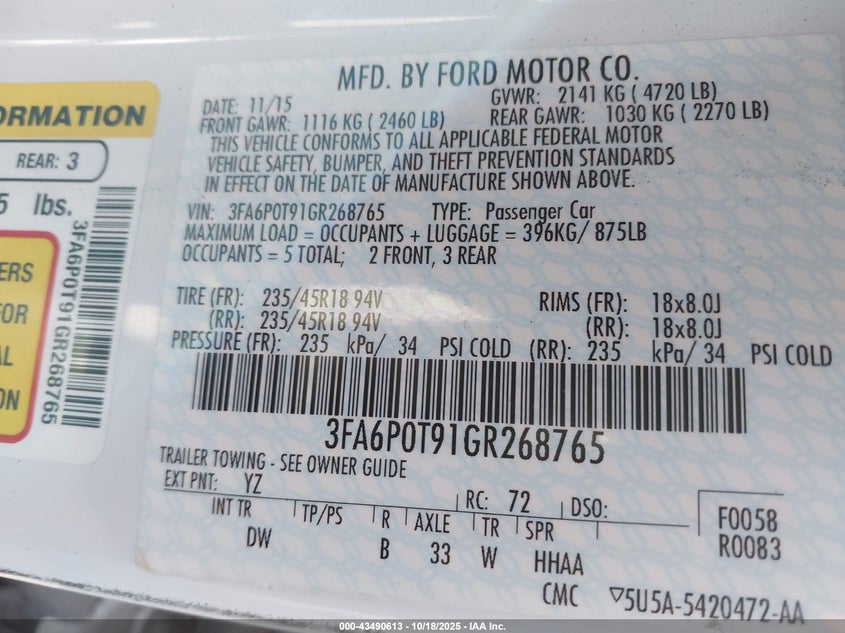 ORMATION
REAR: 3
5 lbs.
ERS
FOR
AL
ON
3FA6P0T91GR268765
MFD. BY FORD MOTOR CO.
DATE: 11/15 GVWR: 2141 KG ( 4720 LB)
FRONT GAWR: 1116 KG ( 2460 LB) REAR GAWR: 1030 KG ( 2270 LB)
THIS VEHICLE CONFORMS TO ALL APPLICABLE FEDERAL MOTOR
VEHICLE SAFETY, BUMPER, AND THEFT PREVENTION STANDARDS
IN EFFECT ON THE DATE OF MANUFACTURE SHOWN ABOVE.
VIN: 3FA6P0T91GR268765 TYPE: Passenger Car
MAXIMUM LOAD = OCCUPANTS + LUGGAGE = 396KG/ 875LB
OCCUPANTS = 5 TOTAL; 2 FRONT, 3 REAR
TIRE (FR): 235/45R18 94V RIMS (FR): 18x8.0J
(RR): 235/45R18 94V (RR): 18x8.0J
PRESSURE (FR): 235 kPa/ 34 PSI COLD (RR): 235 kPa/ 34 PSI COLD
3FA6P0T91GR268765
TRAILER TOWING - SEE OWNER GUIDE
EXT PNT: YZ RC: 72 DSO:
INT TR TP/PS R AXLE TR SPR F0058
DW B 33 W HHAA R0083
CMC ▽5U5A-5420472-AA
000-43490613 - 10/18/2025 - IAA Inc.